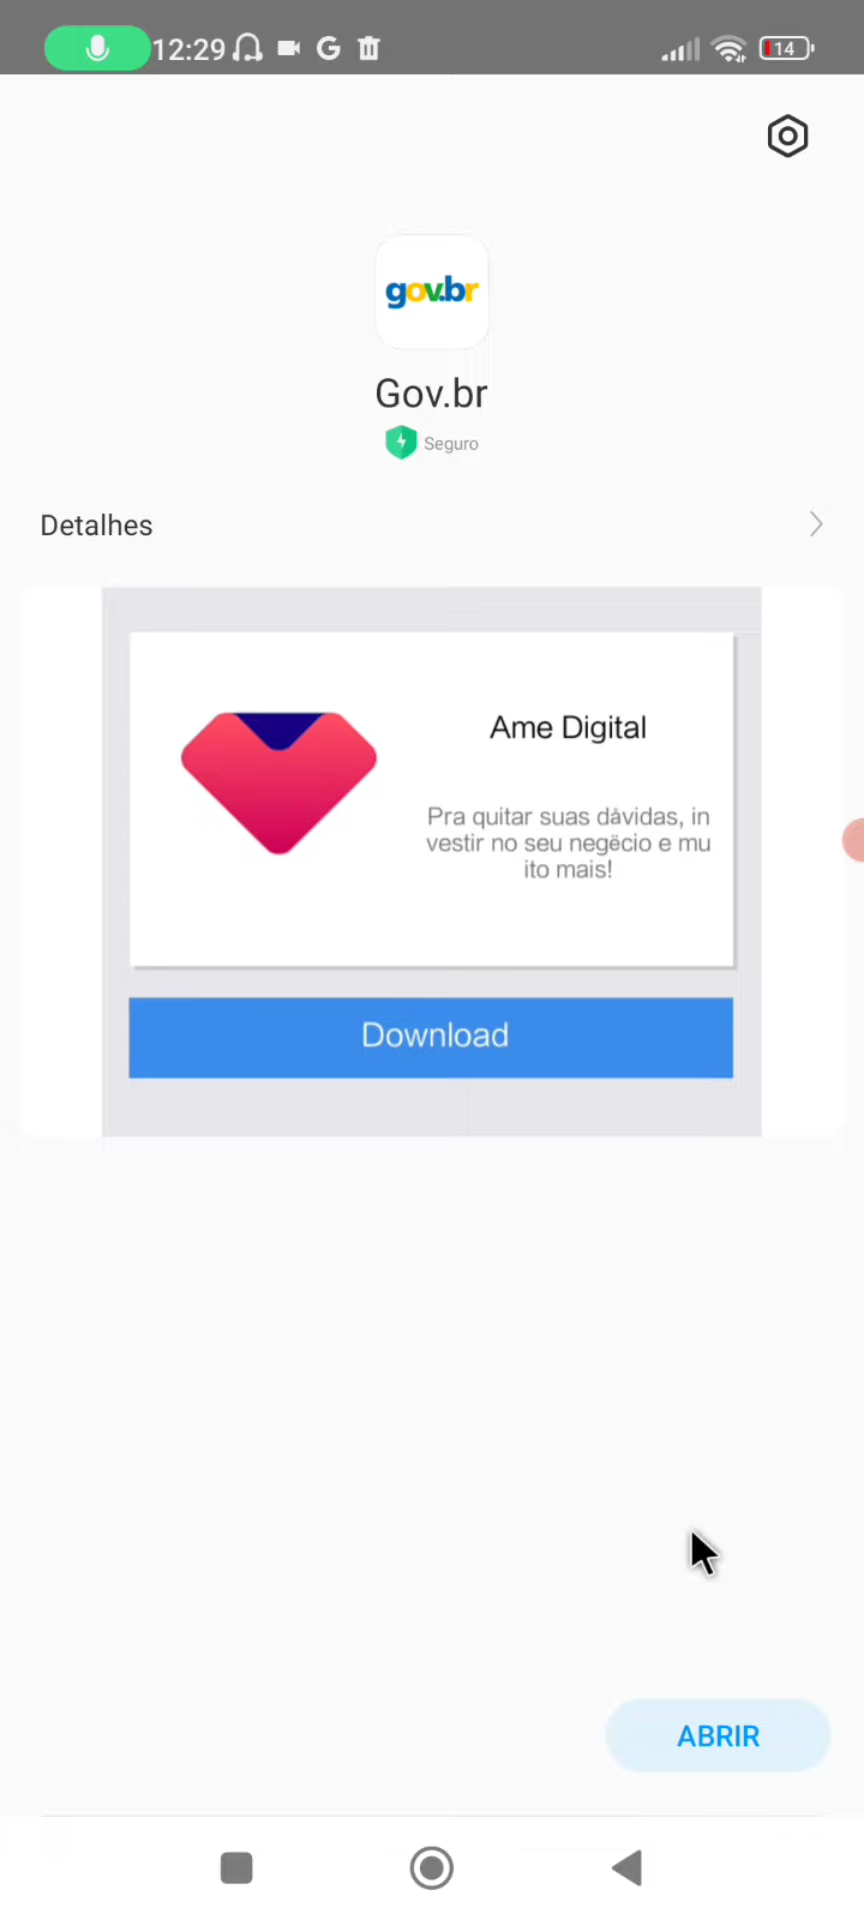 12:29 G 14
gov.br
Gov.br
Seguro
Detalhes
Ame Digital
Pra quitar suas dåvidas, in
vestir no seu negëcio e mu
ito mais!
Download
ABRIR